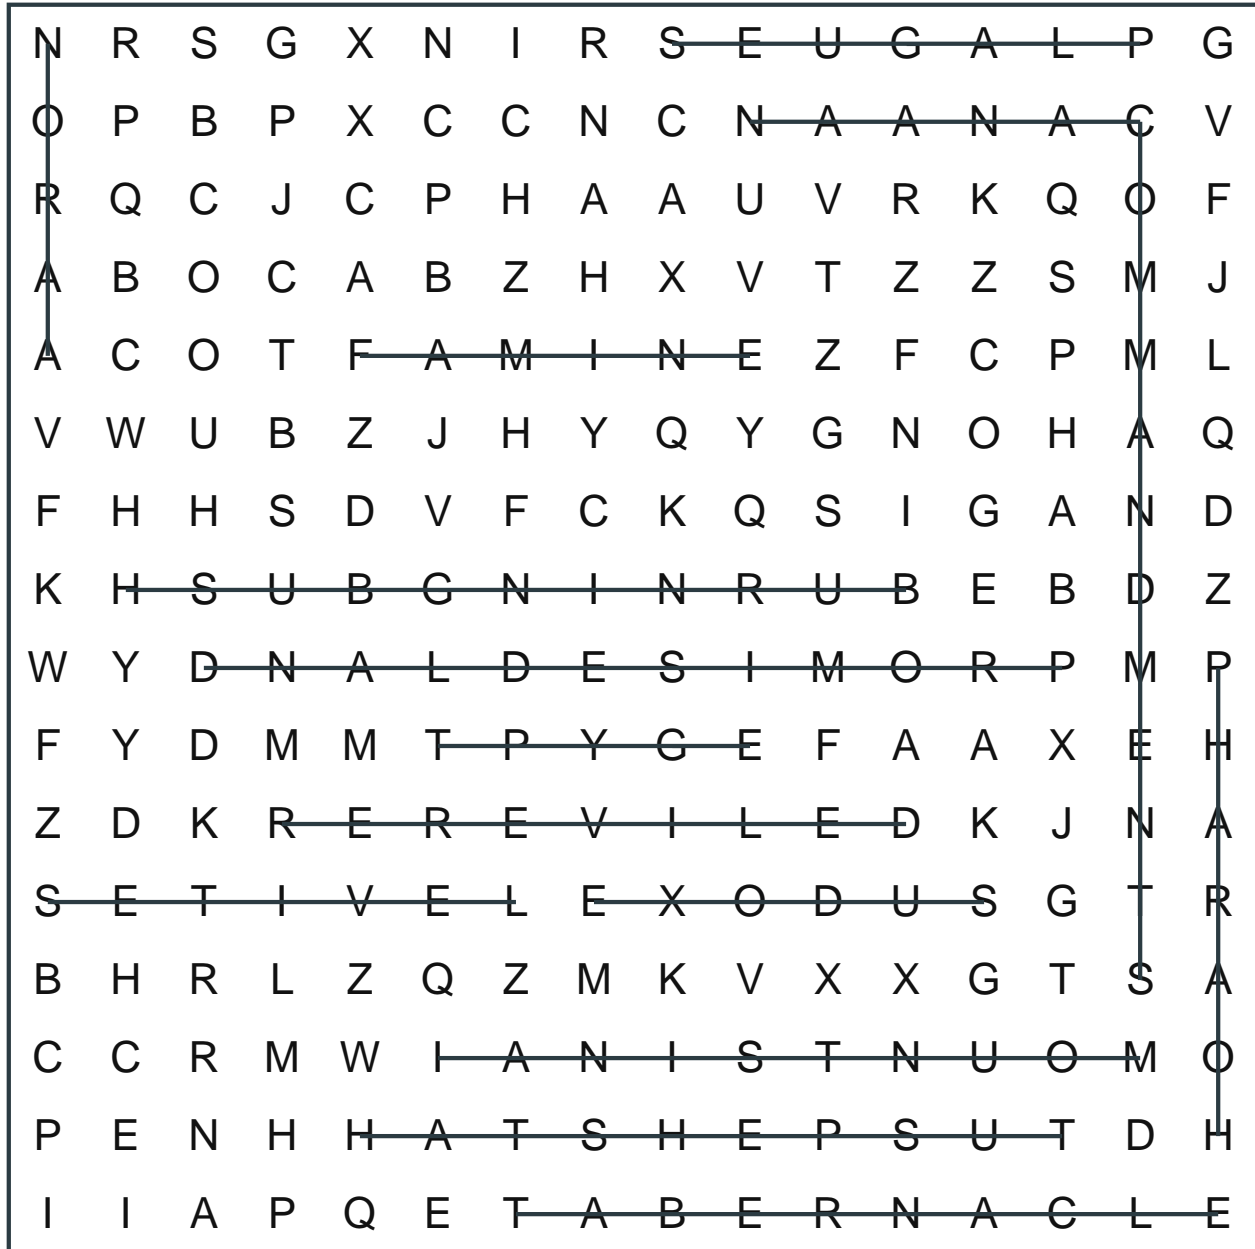 N R S G X N I R S E U G A L P G
O P B P X C C N C N A A N A C V
R Q C J C P H A A U V R K Q O F
A B O C A B Z H X V T Z Z S M J
A C O T F A M I N E Z F C P M L
V W U B Z J H Y Q Y G N O H A Q
F H H S D V F C K Q S I G A N D
K H S U B G N I N R U B E B D Z
W Y D N A L D E S I M O R P M P
F Y D M M T P Y G E F A A X E H
Z D K R E R E V I L E D K J N A
S E T I V E L E X O D U S G T R
B H R L Z Q Z M K V X X G T S A
C C R M W I A N I S T N U O M O
P E N H H A T S H E P S U T D H
I I A P Q E T A B E R N A C L E